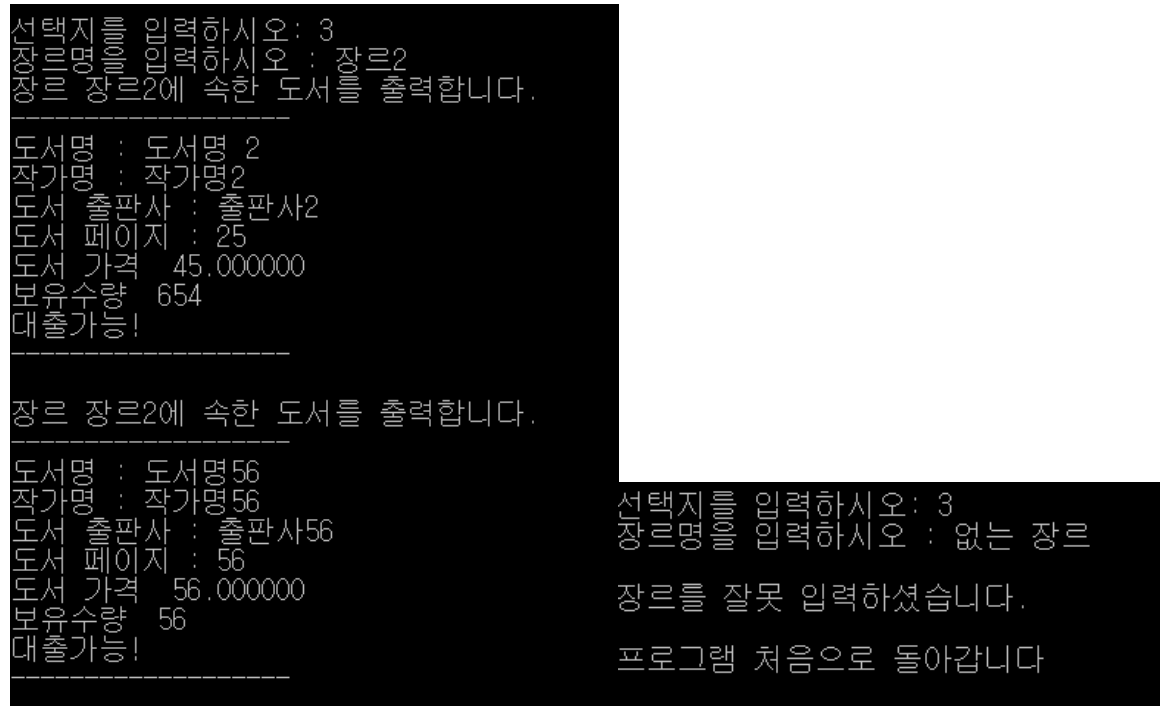 선택지를 입력하시오: 3
장르명을 입력하시오 : 장르2
장르 장르2에 속한 도서를 출력합니다.
-------------------
도서명 : 도서명 2
작가명 : 작가명2
도서 출판사 : 출판사2
도서 페이지 : 25
도서 가격  45.000000
보유수량  654
대출가능!
-------------------
장르 장르2에 속한 도서를 출력합니다.
-------------------
도서명 : 도서명56
작가명 : 작가명56
도서 출판사 : 출판사56
도서 페이지 : 56
도서 가격  56.000000
보유수량  56
대출가능!
-------------------
선택지를 입력하시오: 3
장르명을 입력하시오 : 없는 장르
장르를 잘못 입력하셨습니다.
프로그램 처음으로 돌아갑니다